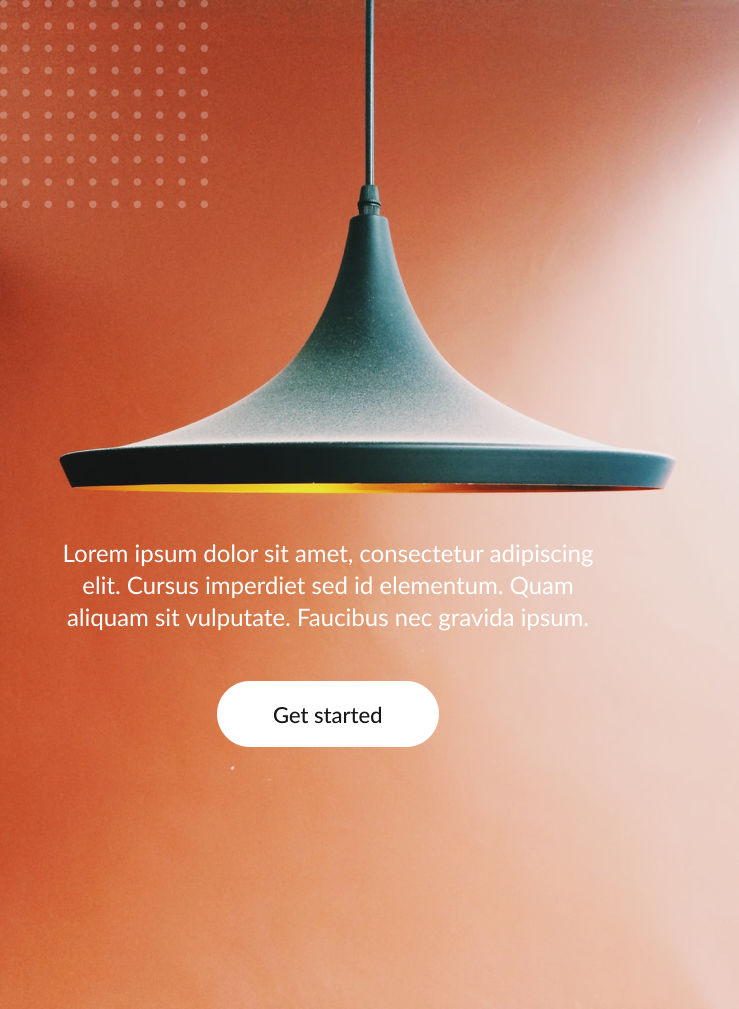 Lorem ipsum dolor sit amet, consectetur adipiscing
elit. Cursus imperdiet sed id elementum. Quam
aliquam sit vulputate. Faucibus nec gravida ipsum.
Get started